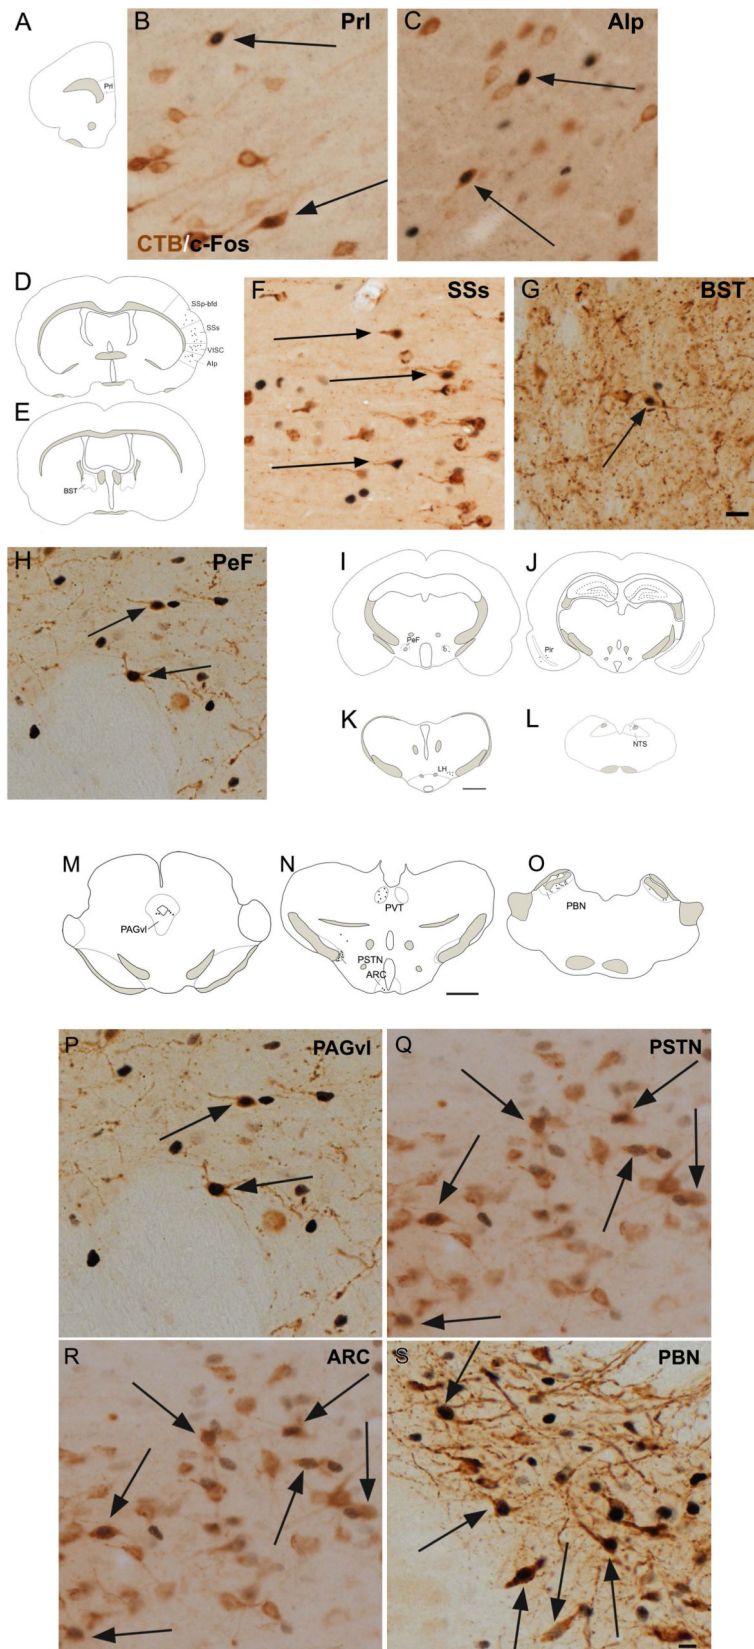 A
PrI
B
PrI
CTB/c-Fos
C
AIp
D
SSp-bfd
SSs
VISC
AIp
E
BST
F
SSs
G
BST
H
PeF
I
PeF
J
Pir
K
LH
L
NTS
M
PAGvl
N
PVT
PSTN
ARC
O
PBN
P
PAGvl
Q
PSTN
R
ARC
S
PBN